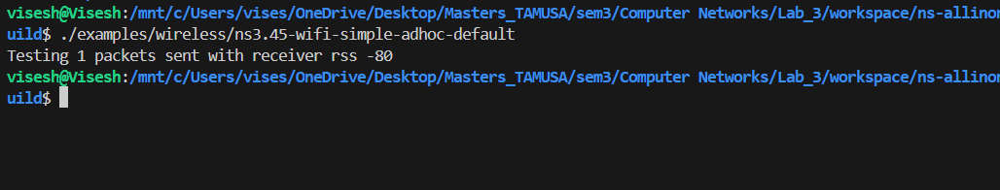 visesh@Visesh:/mnt/c/Users/vises/OneDrive/Desktop/Masters_TAMUSA/sem3/Computer Networks/Lab_3/workspace/ns-allinon
uild$ ./examples/wireless/ns3.45-wifi-simple-adhoc-default
Testing 1 packets sent with receiver rss -80
visesh@Visesh:/mnt/c/Users/vises/OneDrive/Desktop/Masters_TAMUSA/sem3/Computer Networks/Lab_3/workspace/ns-allinon
uild$